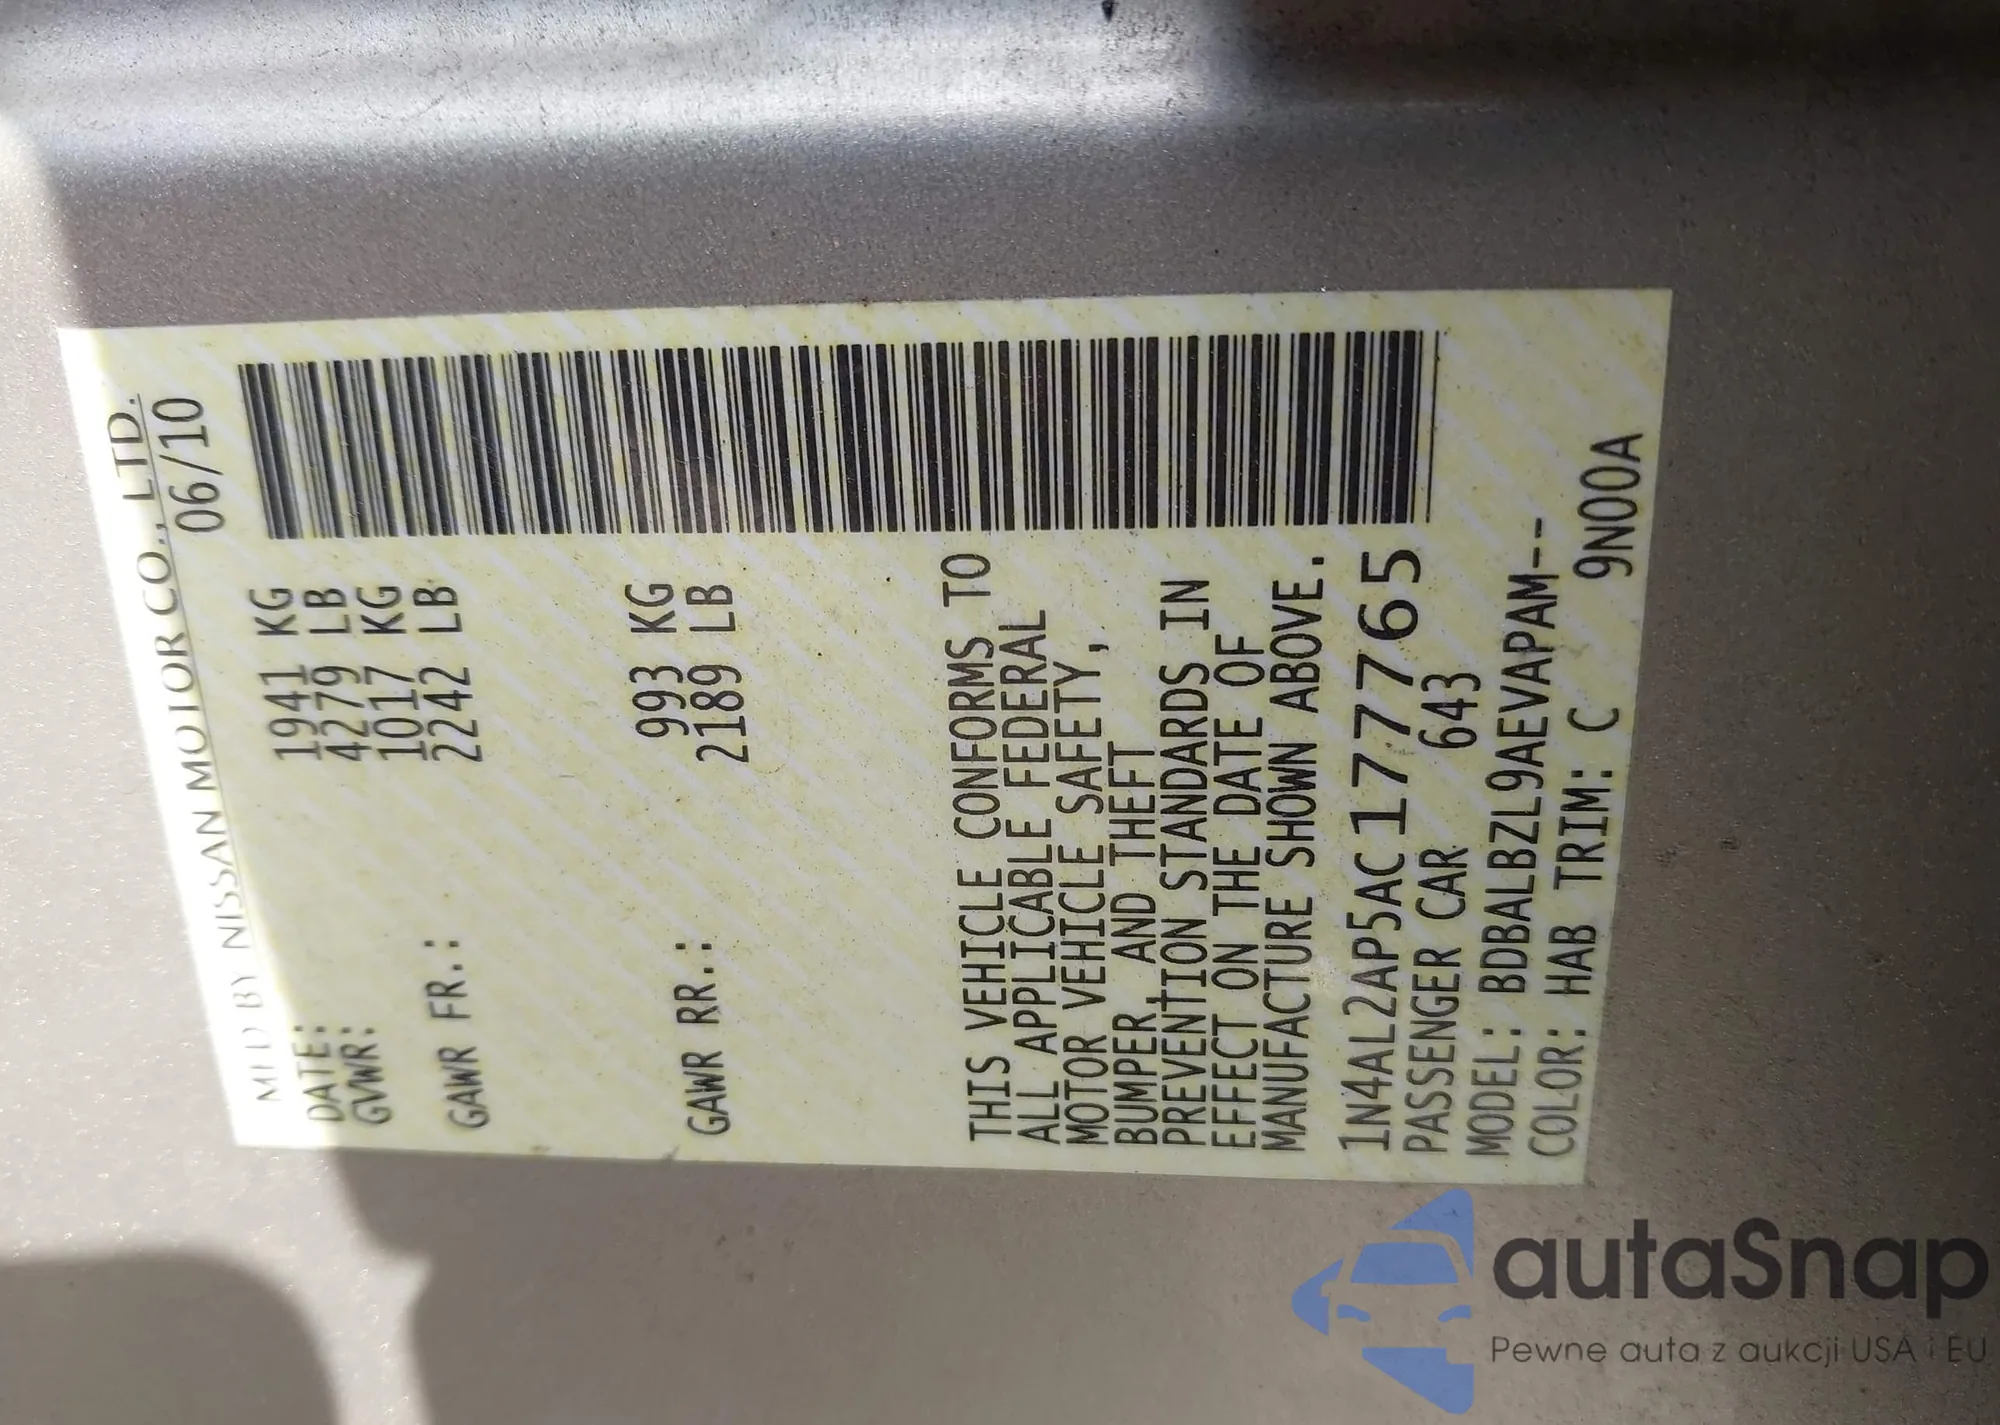 MFD BY NISSAN MOTOR CO., LTD.
DATE: 06/10
GVWR: 1941 KG
4279 LB
GAWR FR.: 1017 KG
2242 LB
GAWR RR.: 993 KG
2189 LB
THIS VEHICLE CONFORMS TO
ALL APPLICABLE FEDERAL
MOTOR VEHICLE SAFETY,
BUMPER, AND THEFT
PREVENTION STANDARDS IN
EFFECT ON THE DATE OF
MANUFACTURE SHOWN ABOVE.
1N4AL2AP5AC177765
PASSENGER CAR 643
MODEL: BDBALBZL9AEVAPAM--
COLOR: HAB TRIM: C 9N00A
autaSnap
Pewne auta z aukcji USA i EU